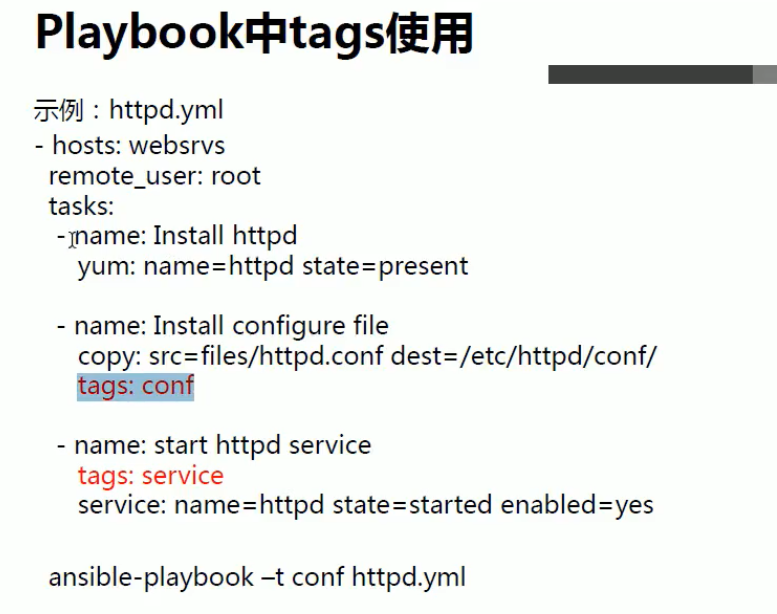 Playbook中tags使用
示例：httpd.yml
- hosts: websrvs
remote_user: root
tasks:
- name: Install httpd
yum: name=httpd state=present
- name: Install configure file
copy: src=files/httpd.conf dest=/etc/httpd/conf/
tags: conf
- name: start httpd service
tags: service
service: name=httpd state=started enabled=yes
ansible-playbook –t conf httpd.yml